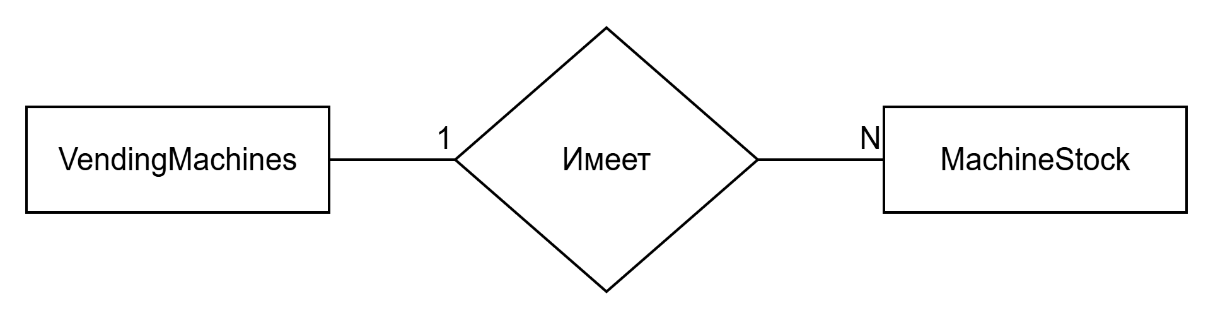 VendingMachines
1
Имеет
N
MachineStock